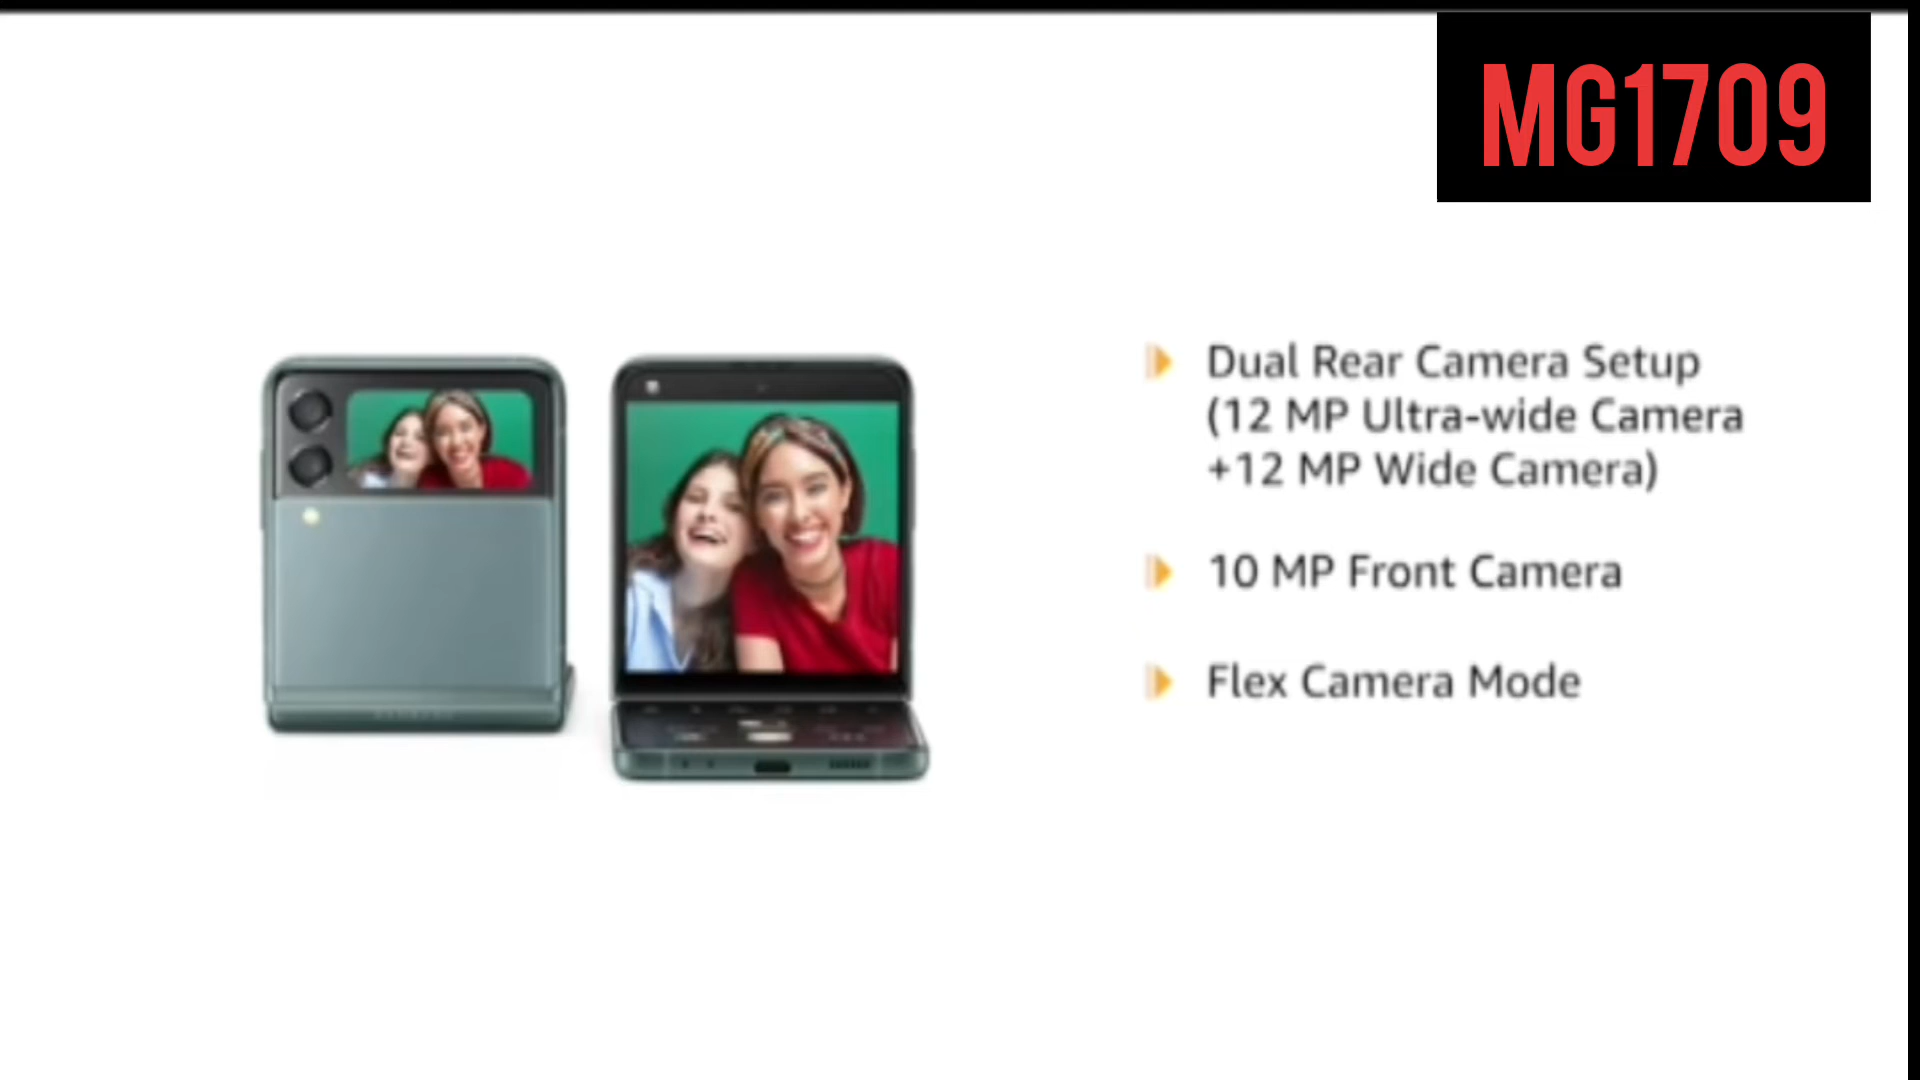 MG1709
Dual Rear Camera Setup
(12 MP Ultra-wide Camera
+12 MP Wide Camera)
10 MP Front Camera
Flex Camera Mode